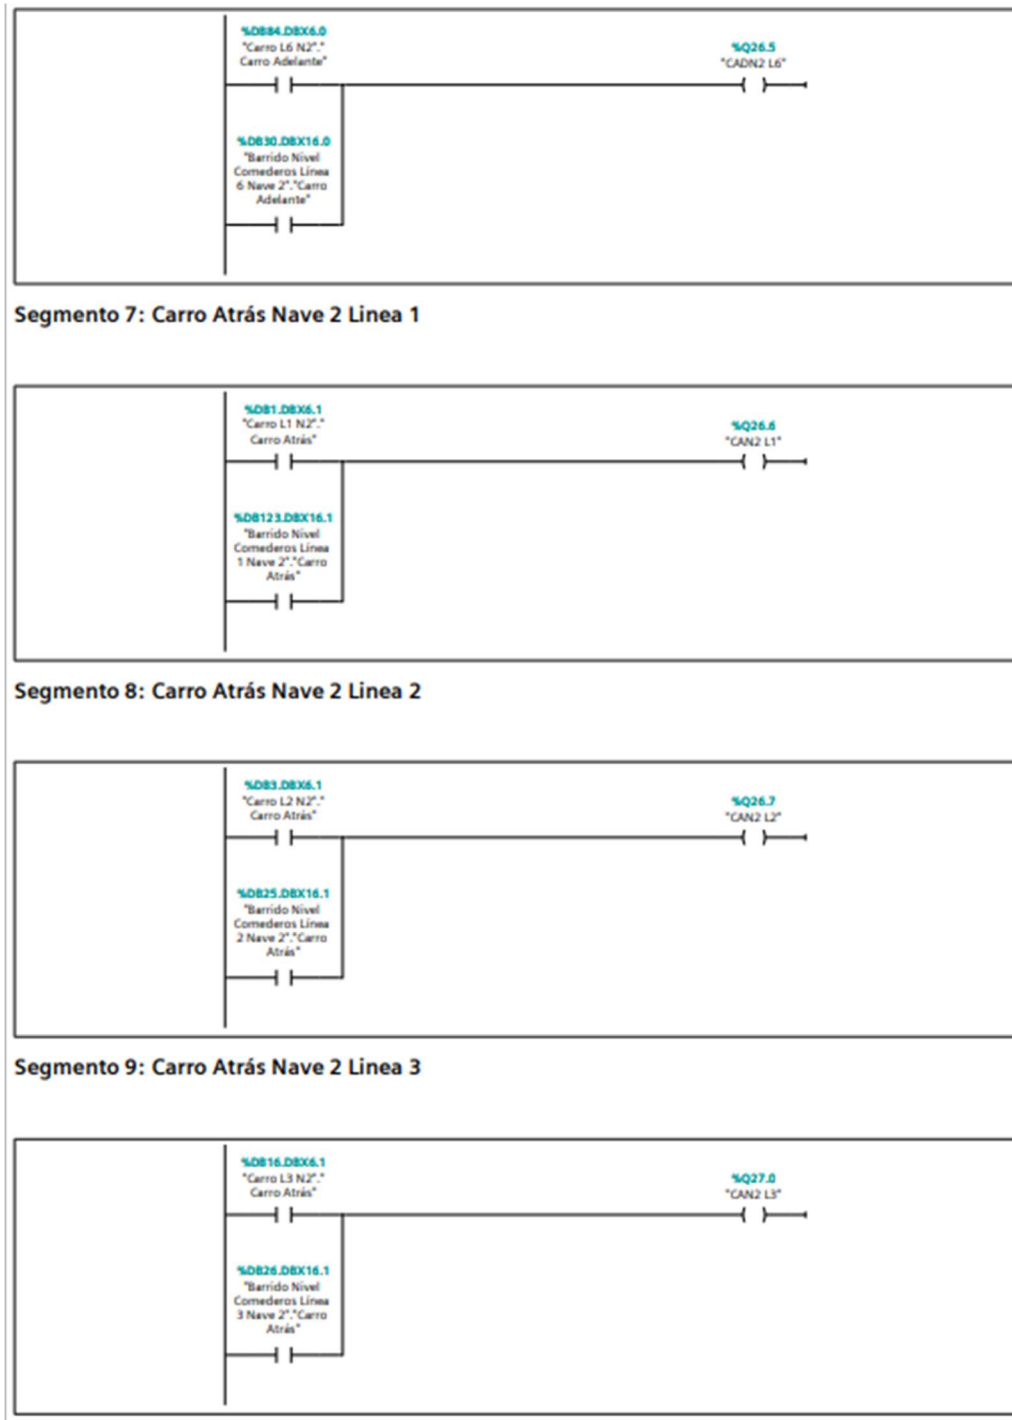 %DB84.DBX6.0
"Carro L6 N2"."
Carro Adelante"
%Q26.5
"CADN2 L6"
%DB30.DBX16.0
"Barrido Nivel
Comederos Línea
6 Nave 2"."Carro
Adelante"
Segmento 7: Carro Atrás Nave 2 Linea 1
%DB1.DBX6.1
"Carro L1 N2"."
Carro Atrás"
%Q26.6
"CAN2 L1"
%DB123.DBX16.1
"Barrido Nivel
Comederos Línea
1 Nave 2"."Carro
Atrás"
Segmento 8: Carro Atrás Nave 2 Linea 2
%DB3.DBX6.1
"Carro L2 N2"."
Carro Atrás"
%Q26.7
"CAN2 L2"
%DB25.DBX16.1
"Barrido Nivel
Comederos Línea
2 Nave 2"."Carro
Atrás"
Segmento 9: Carro Atrás Nave 2 Linea 3
%DB16.DBX6.1
"Carro L3 N2"."
Carro Atrás"
%Q27.0
"CAN2 L3"
%DB26.DBX16.1
"Barrido Nivel
Comederos Línea
3 Nave 2"."Carro
Atrás"